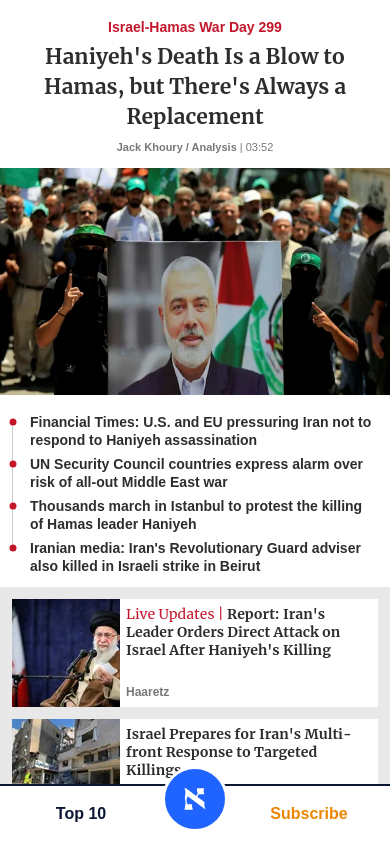 Israel-Hamas War Day 299
Haniyeh's Death Is a Blow to
Hamas, but There's Always a
Replacement
Jack Khoury / Analysis | 03:52
Financial Times: U.S. and EU pressuring Iran not to
respond to Haniyeh assassination
UN Security Council countries express alarm over
risk of all-out Middle East war
Thousands march in Istanbul to protest the killing
of Hamas leader Haniyeh
Iranian media: Iran's Revolutionary Guard adviser
also killed in Israeli strike in Beirut
Live Updates | Report: Iran's
Leader Orders Direct Attack on
Israel After Haniyeh's Killing
Haaretz
Israel Prepares for Iran's Multi-
front Response to Targeted
Killings
Top 10
Subscribe